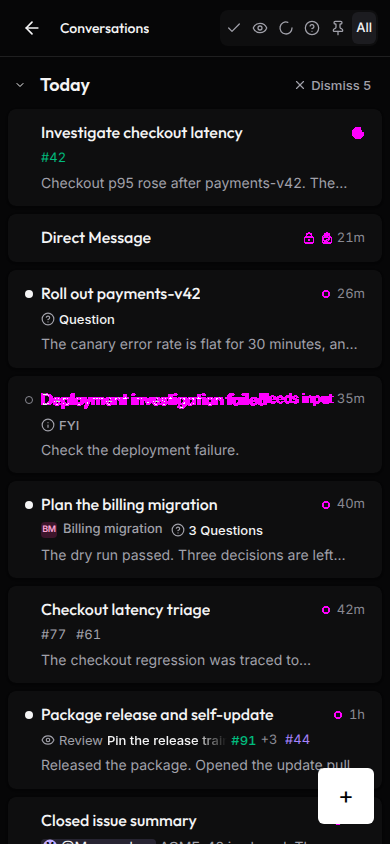 Conversations
All
Today
Dismiss 5
Investigate checkout latency
#42
Checkout p95 rose after payments-v42. The...
Direct Message
21m
Roll out payments-v42
26m
Question
The canary error rate is flat for 30 minutes, an...
Deployment investigation failed
35m
FYI
Check the deployment failure.
Plan the billing migration
40m
BM Billing migration
3 Questions
The dry run passed. Three decisions are left...
Checkout latency triage
42m
#77 #61
The checkout regression was traced to...
Package release and self-update
1h
Review Pin the release
#91 +3 #44
Released the package. Opened the update pull
+
Closed issue summary